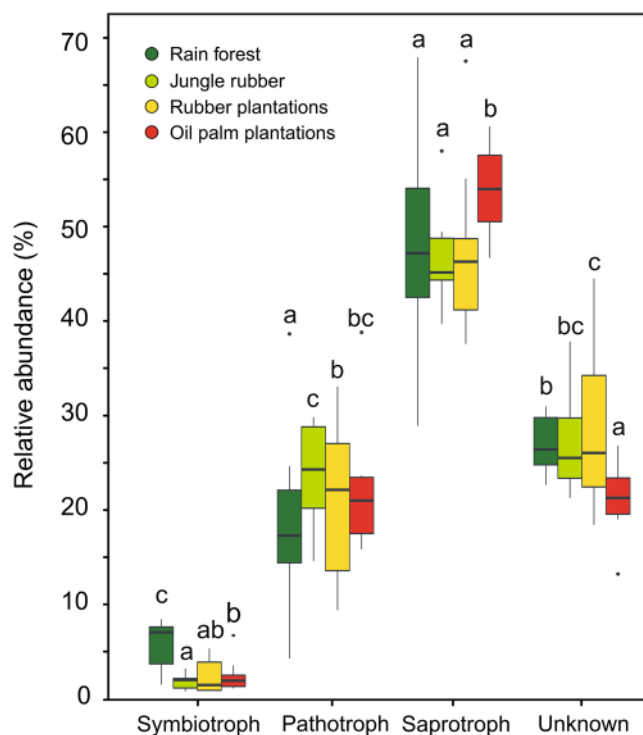 Relative abundance (%)
70
60
50
40
30
20
10
0
Rain forest
Jungle rubber
Rubber plantations
Oil palm plantations
c
a
ab
b
a
c
b
bc
a
a
a
b
b
bc
c
a
Symbiotroph
Pathotroph
Saprotroph
Unknown